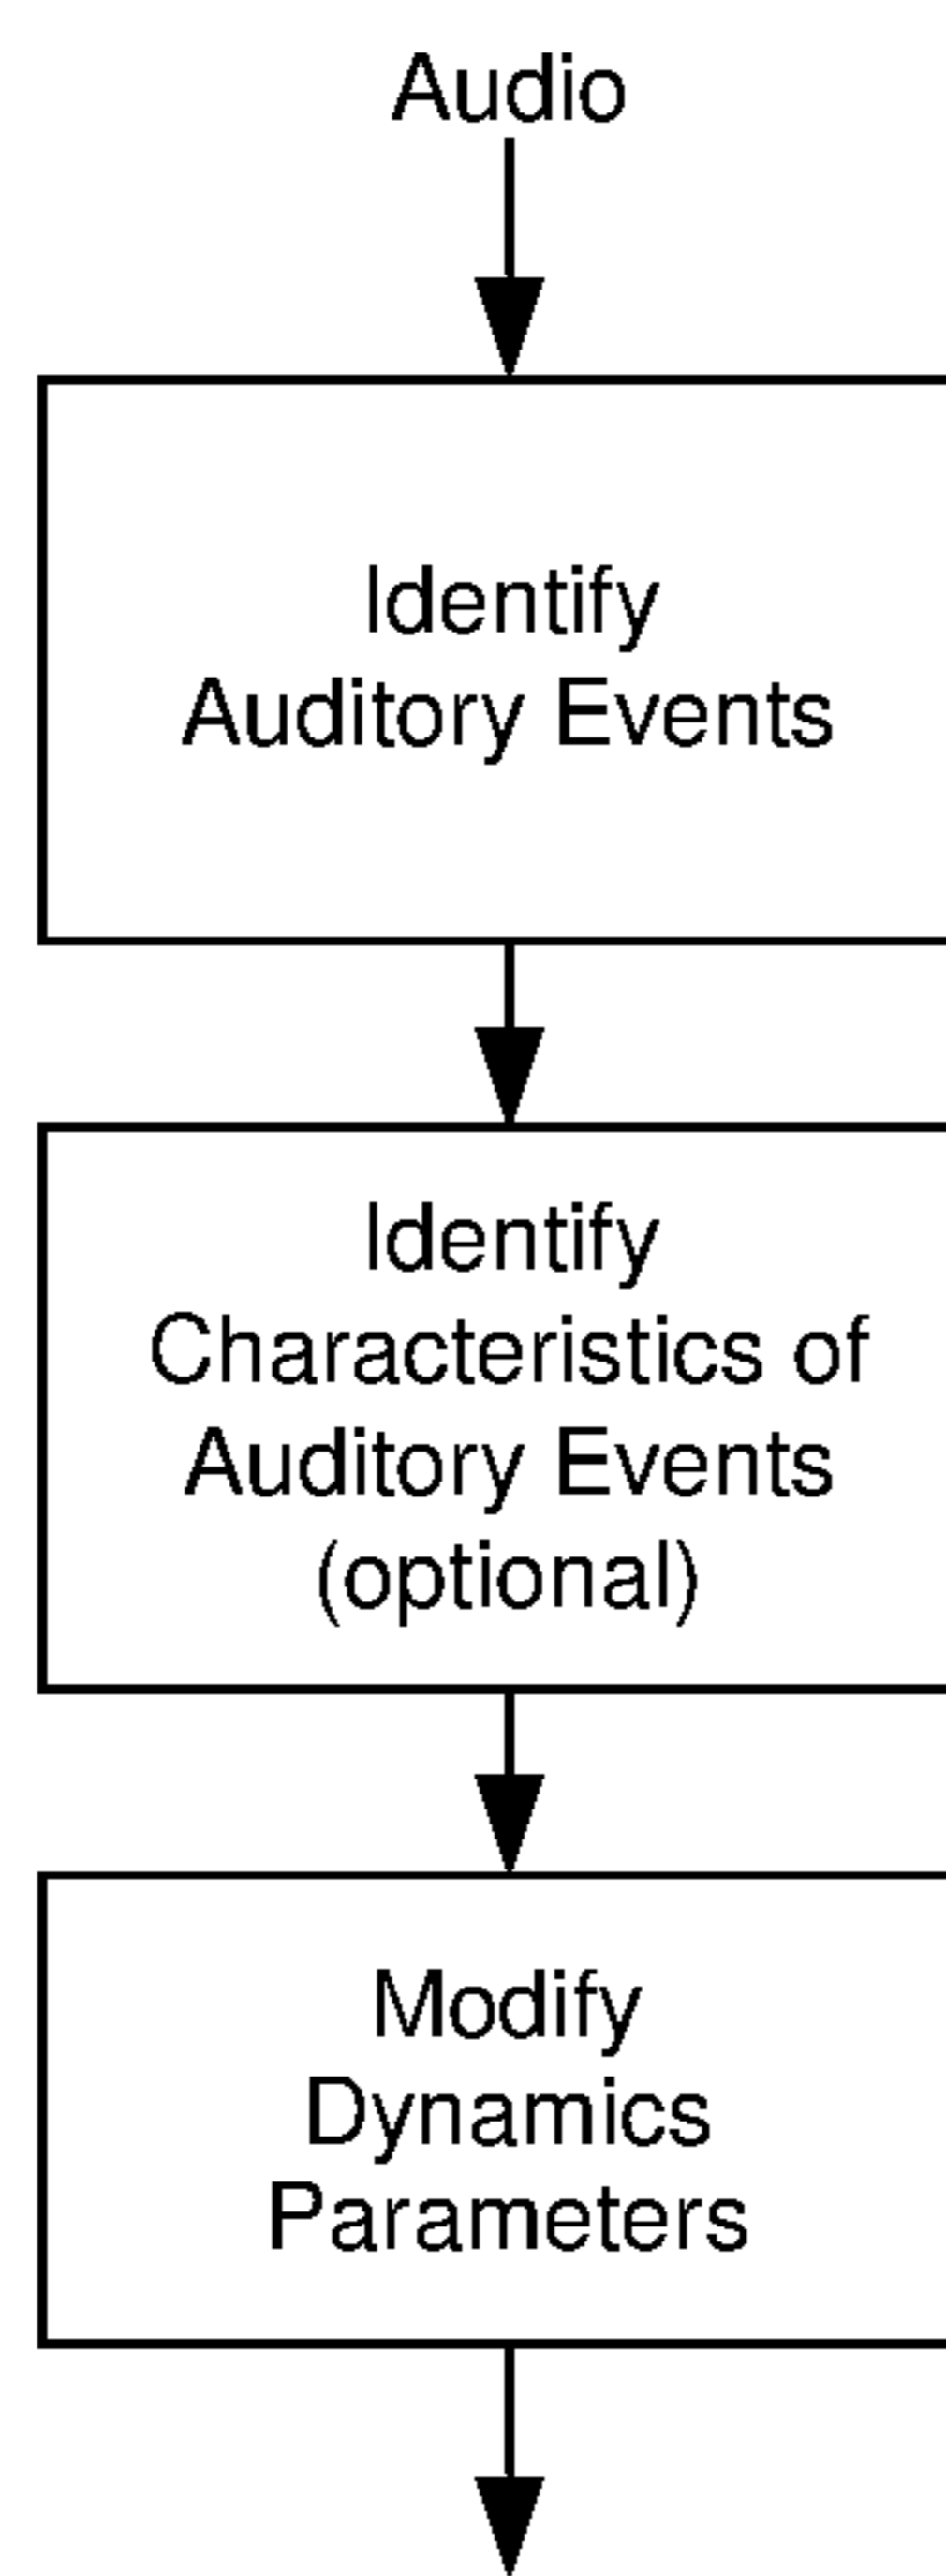 Audio
Identify
Auditory Events
Identify
Characteristics of
Auditory Events
(optional)
Modify
Dynamics
Parameters